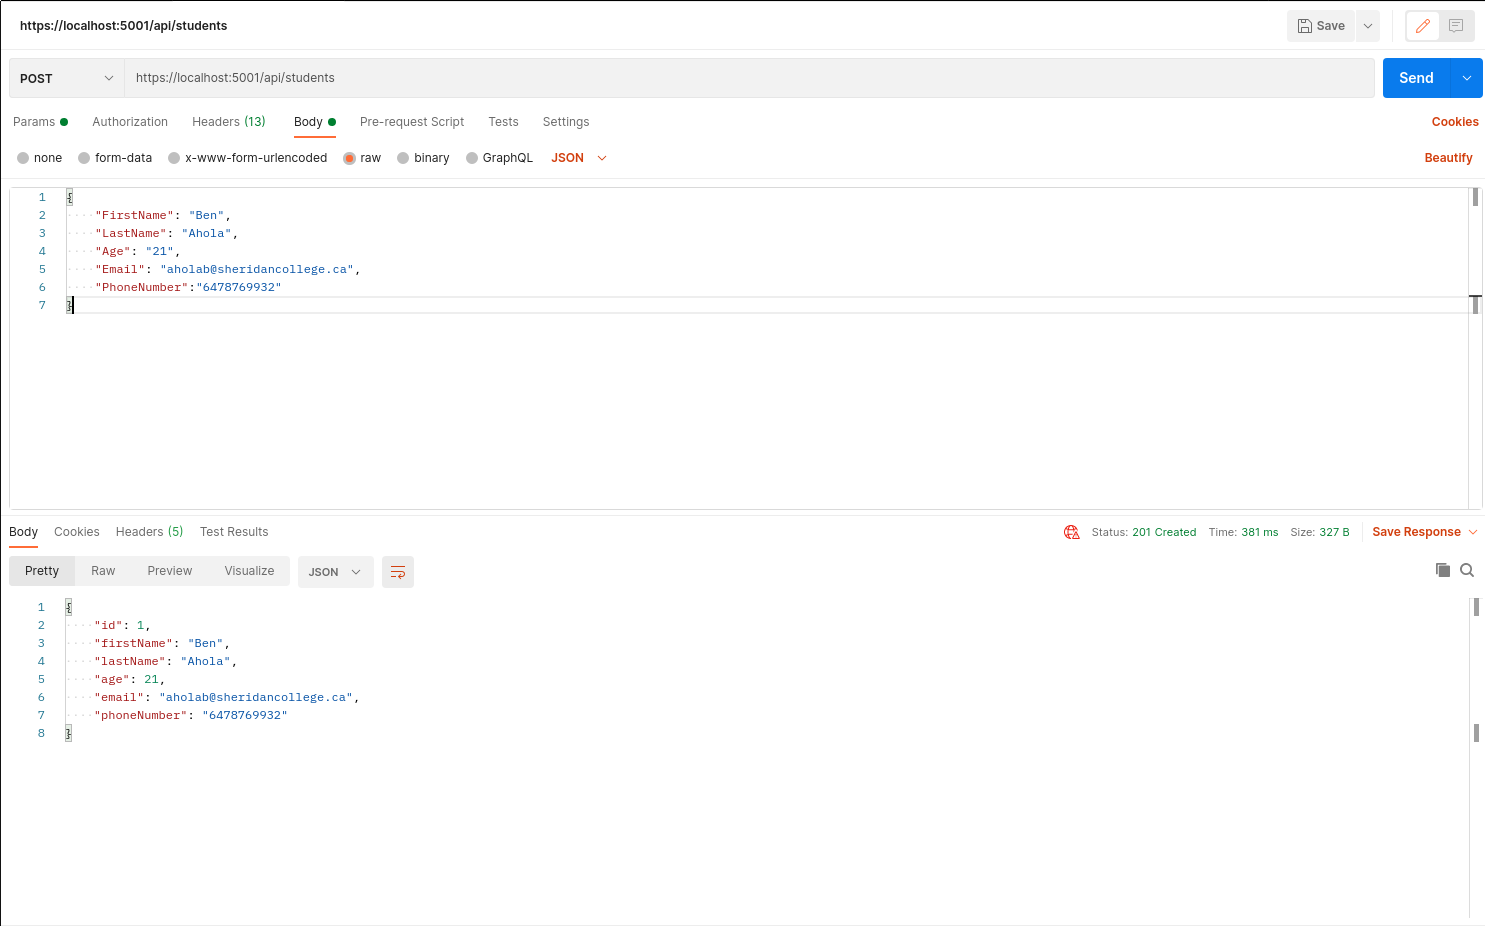 https://localhost:5001/api/students
Save
POST
https://localhost:5001/api/students
Send
Params
Authorization
Headers (13)
Body
Pre-request Script
Tests
Settings
Cookies
none
form-data
x-www-form-urlencoded
raw
binary
GraphQL
JSON
Beautify
1 {
2 "FirstName": "Ben",
3 "LastName": "Ahola",
4 "Age": "21",
5 "Email": "aholab@sheridancollege.ca",
6 "PhoneNumber":"6478769932"
7 }
Body
Cookies
Headers (5)
Test Results
Status: 201 Created
Time: 381 ms
Size: 327 B
Save Response
Pretty
Raw
Preview
Visualize
JSON
1 {
2 "id": 1,
3 "firstName": "Ben",
4 "lastName": "Ahola",
5 "age": 21,
6 "email": "aholab@sheridancollege.ca",
7 "phoneNumber": "6478769932"
8 }